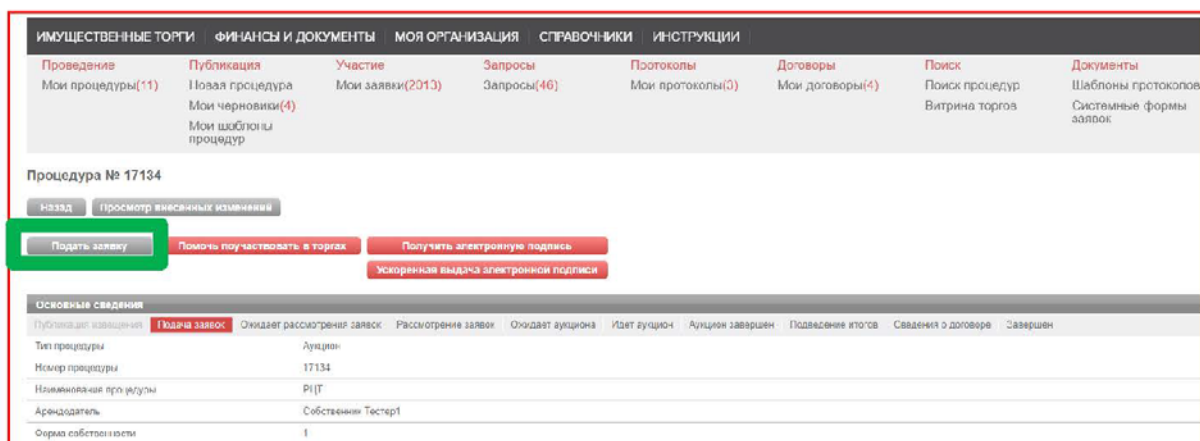 ИМУЩЕСТВЕННЫЕ ТОРГИ ФИНАНСЫ И ДОКУМЕНТЫ МОЯ ОРГАНИЗАЦИЯ СПРАВОЧНИКИ ИНСТРУКЦИИ
Проведение Публикация Участие Запросы Протоколы Договоры Поиск Документы
Мои процедуры(11) Новая процедура Мои заявки(2013) Запросы(46) Мои протоколы(3) Мои договоры(4) Поиск процедур Шаблоны протоколов
Мои черновики(4) Витрина торгов Системные формы
заявок
Мои шаблоны
процедур
Процедура № 17134
Назад Просмотр внесенных изменений
Подать заявку Помочь поучаствовать в торгах Получить электронную подпись
Ускоренная выдача электронной подписи
Основные сведения
Публикация извещения Подача заявок Ожидает рассмотрения заявок Рассмотрение заявок Ожидает аукциона Идет аукцион Аукцион завершен Подведение итогов Сведения о договоре Завершен
Тип процедуры Аукцион
Номер процедуры 17134
Наименование процедуры
Арендодатель Собственник Тестер1
Форма собственности 1